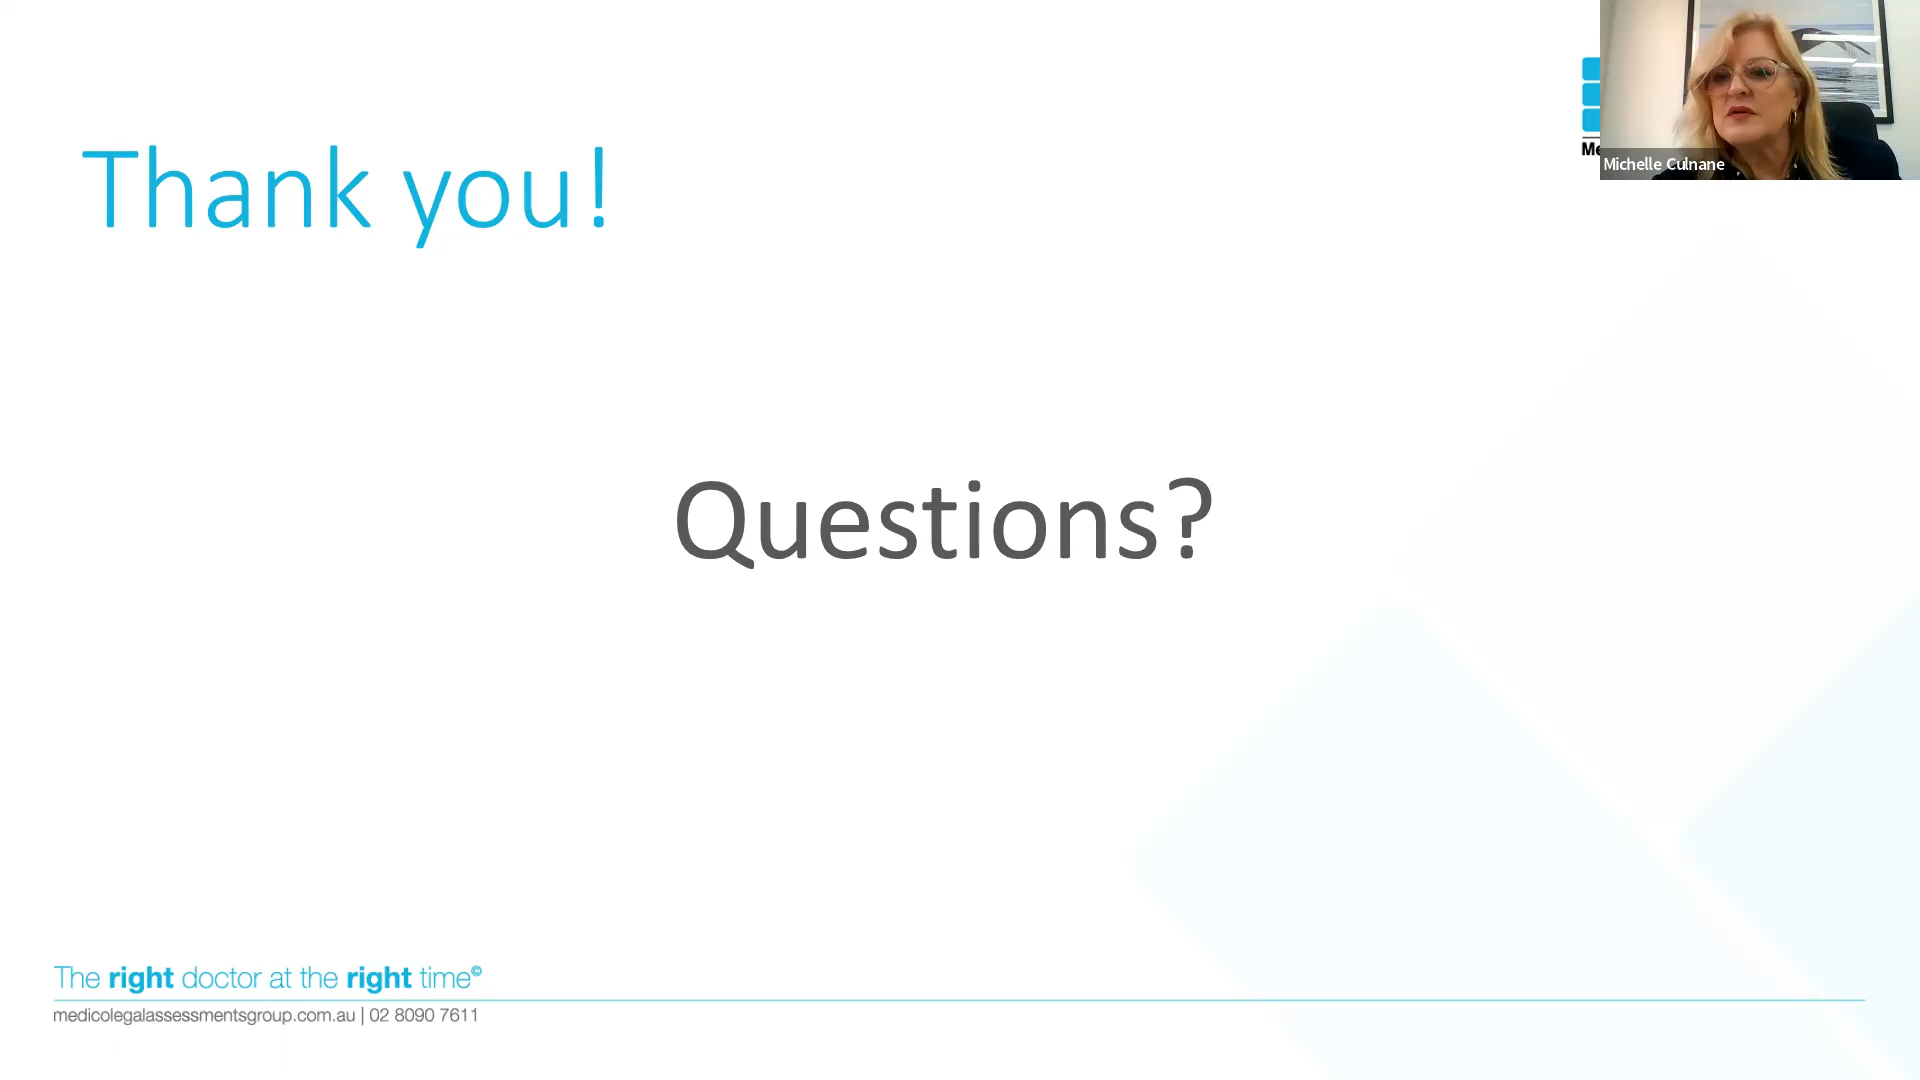 Thank you!
Michelle Culnane
Questions?
The right doctor at the right time©
medicolegalassessmentsgroup.com.au | 02 8090 7611